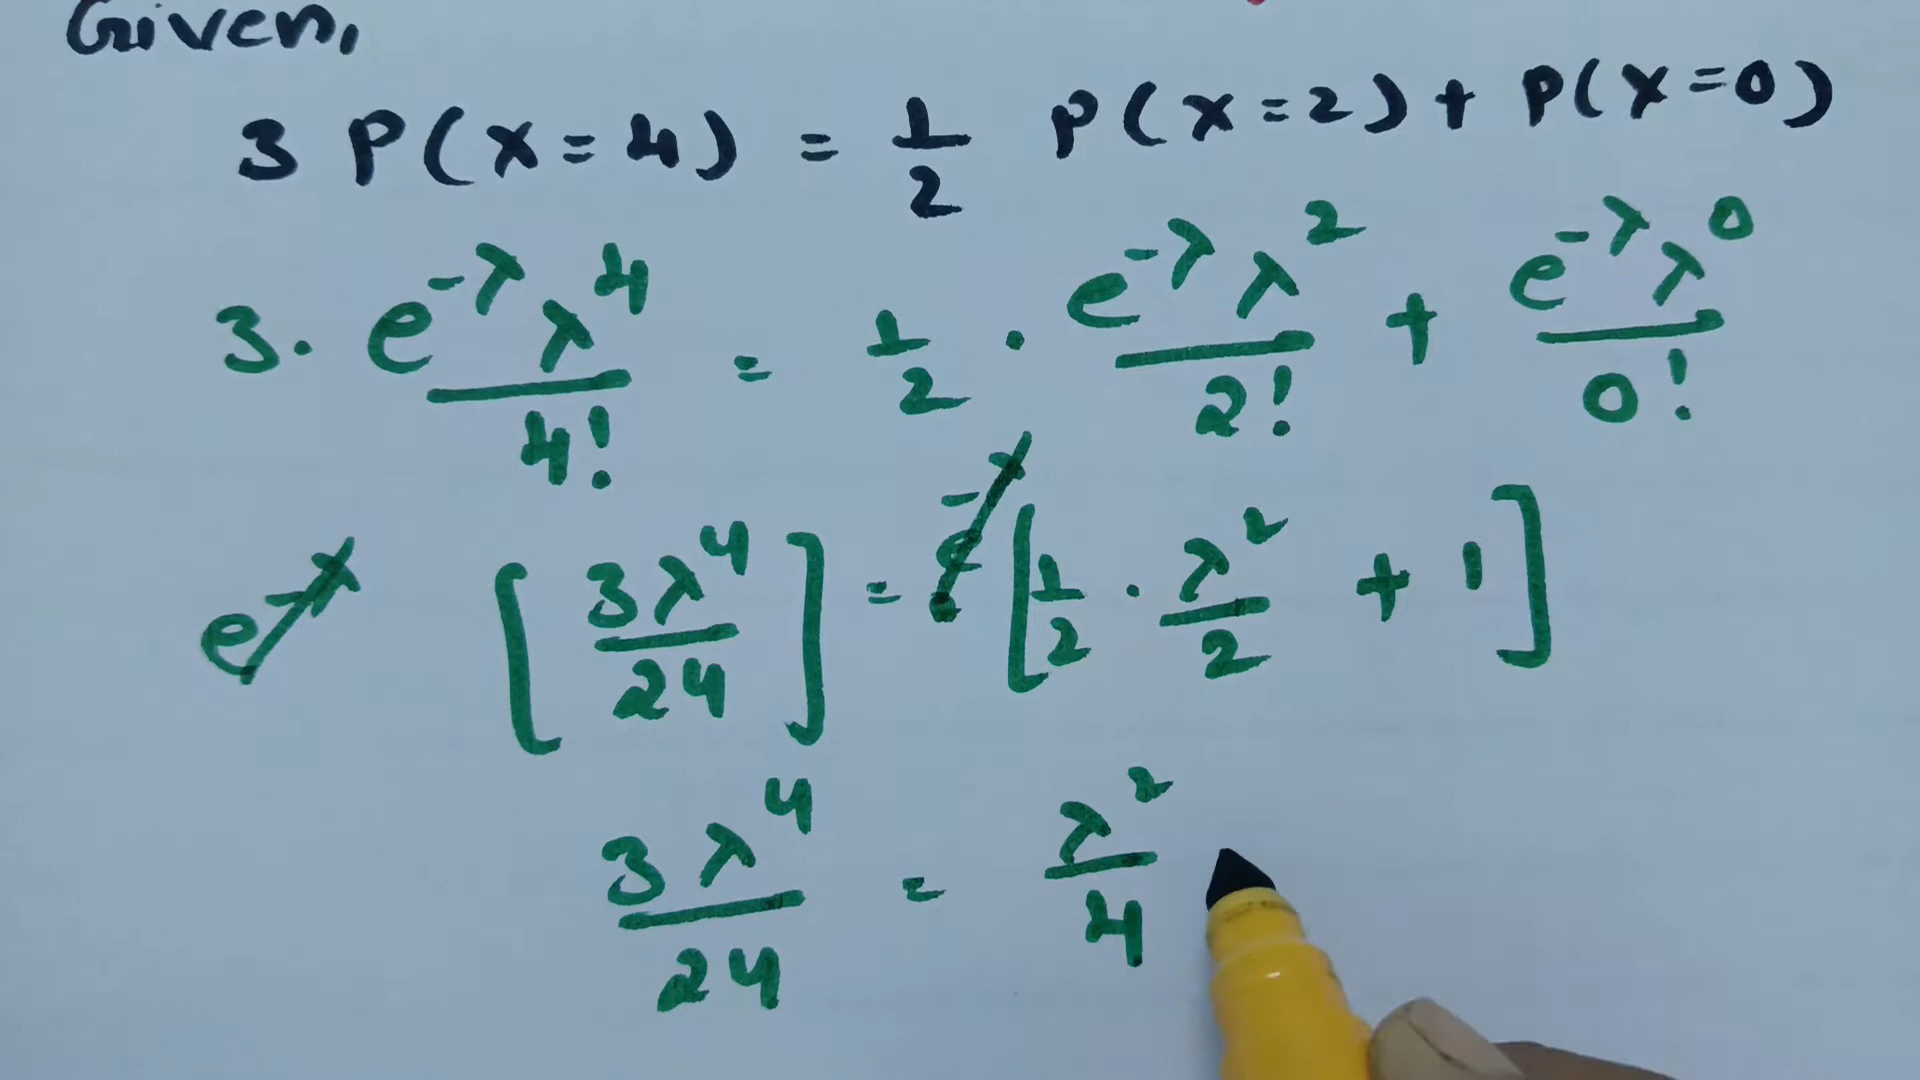 Given,
3 P(x=4) = 1/2 P(x=2) + P(x=0)
3. e^-λ λ^4 / 4! = 1/2 . e^-λ λ^2 / 2! + e^-λ λ^0 / 0!
e^-λ [ 3λ^4 / 24 ] = e^-λ [ 1/2 . λ^2 / 2 + 1 ]
3λ^4 / 24 = λ^2 / 4